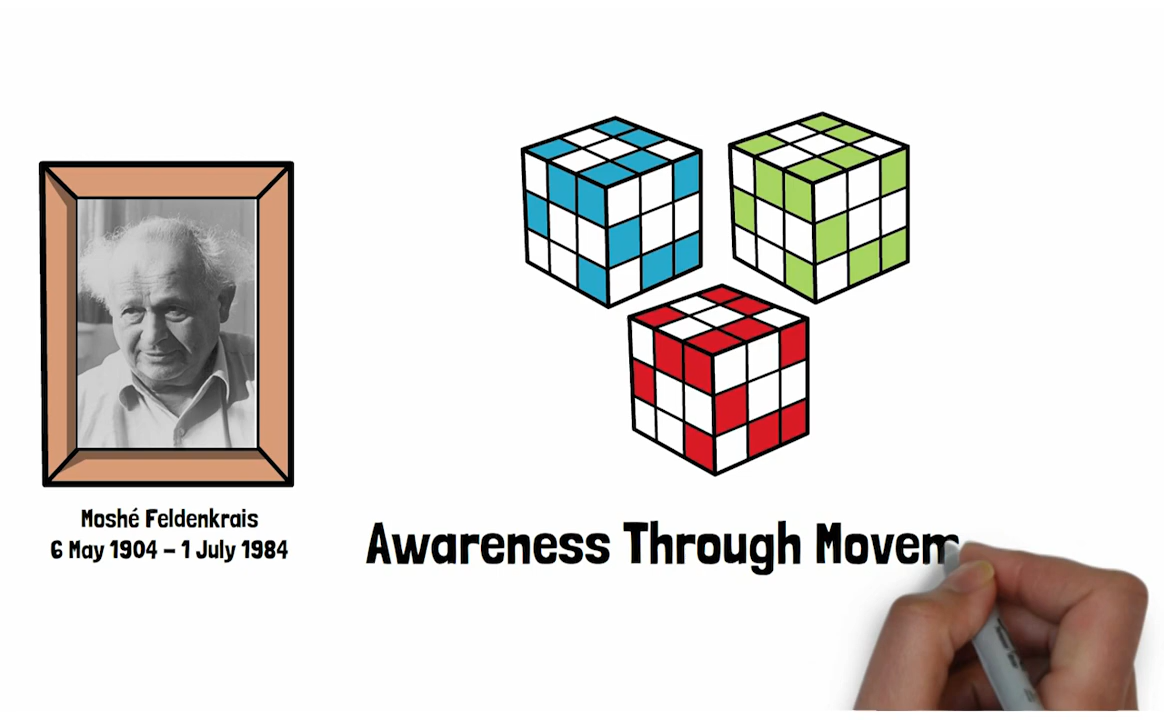 Moshé Feldenkrais
6 May 1904 – 1 July 1984
Awareness Through Movem